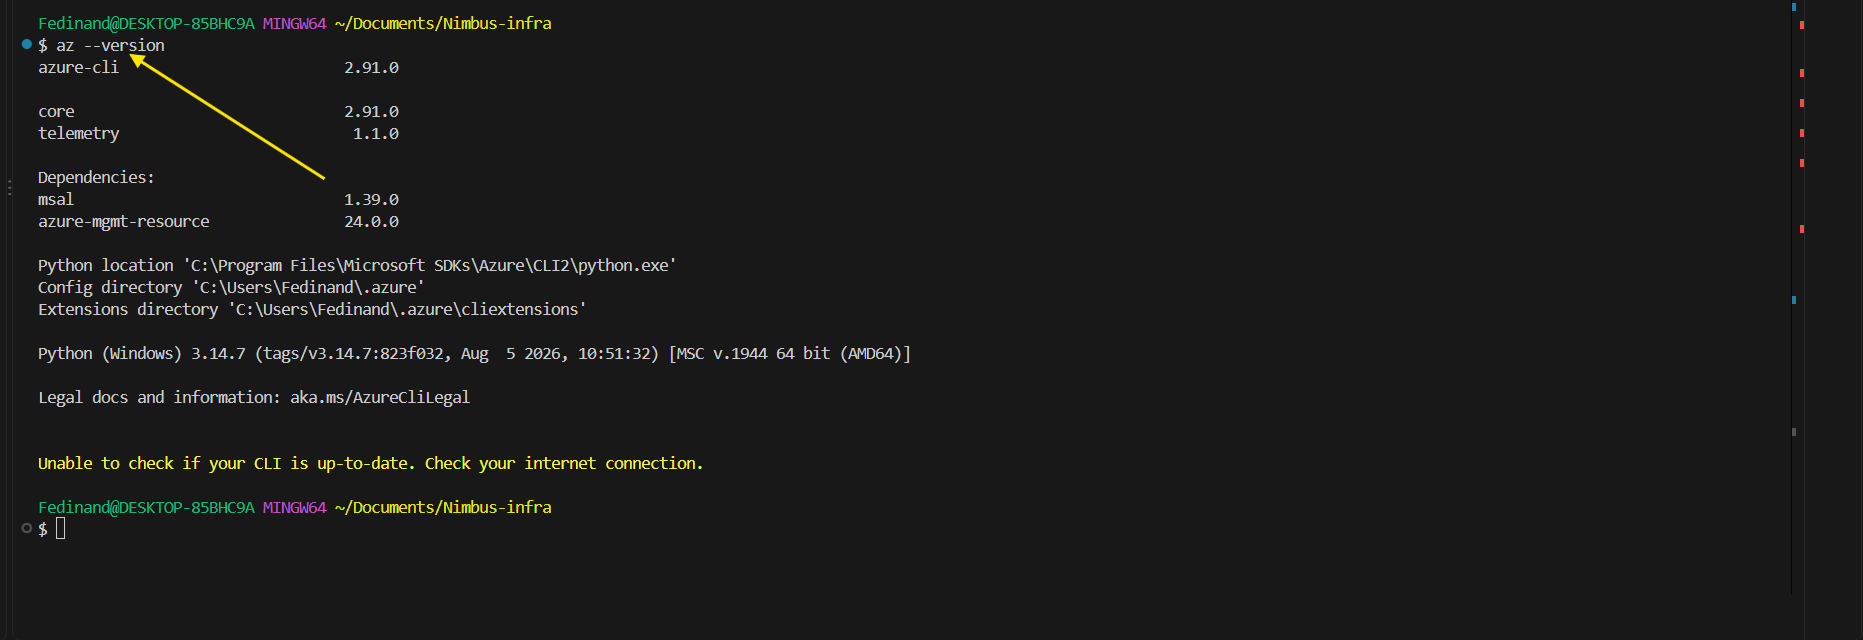 Fedinand@DESKTOP-85BHC9A MINGW64 ~/Documents/Nimbus-infra
$ az --version
azure-cli                         2.91.0
core                              2.91.0
telemetry                          1.1.0
Dependencies:
msal                              1.39.0
azure-mgmt-resource               24.0.0
Python location 'C:\Program Files\Microsoft SDKs\Azure\CLI2\python.exe'
Config directory 'C:\Users\Fedinand\.azure'
Extensions directory 'C:\Users\Fedinand\.azure\cliextensions'
Python (Windows) 3.14.7 (tags/v3.14.7:823f032, Aug  5 2026, 10:51:32) [MSC v.1944 64 bit (AMD64)]
Legal docs and information: aka.ms/AzureCliLegal
Unable to check if your CLI is up-to-date. Check your internet connection.
Fedinand@DESKTOP-85BHC9A MINGW64 ~/Documents/Nimbus-infra
$